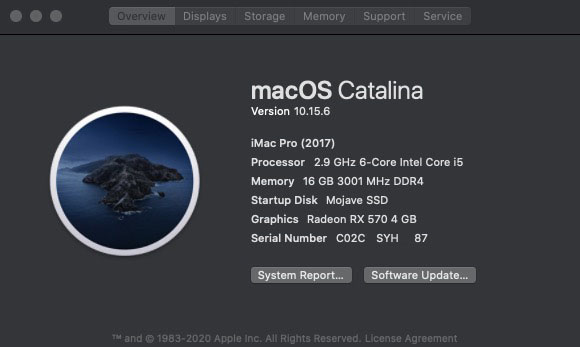 Overview Displays Storage Memory Support Service
macOS Catalina
Version 10.15.6
iMac Pro (2017)
Processor 2.9 GHz 6-Core Intel Core i5
Memory 16 GB 3001 MHz DDR4
Startup Disk Mojave SSD
Graphics Radeon RX 570 4 GB
Serial Number C02C SYH 87
System Report... Software Update...
™ and © 1983-2020 Apple Inc. All Rights Reserved. License Agreement